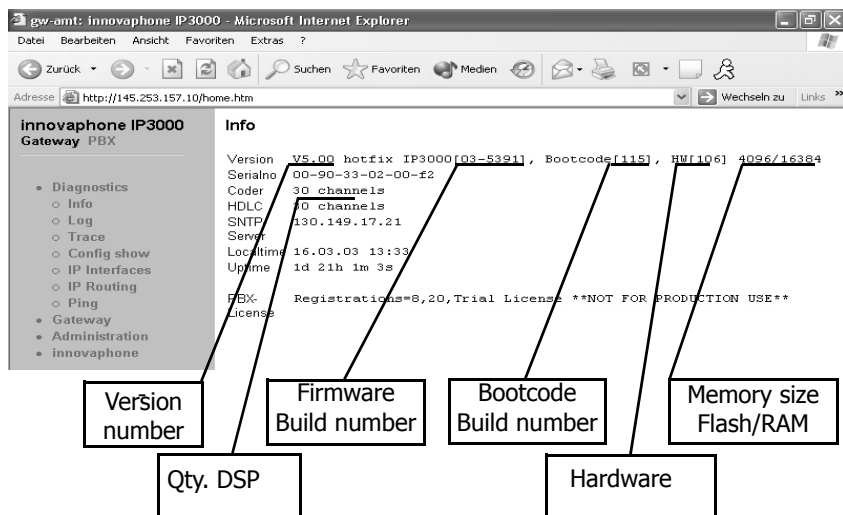 gw-amt: innovaphone IP3000 - Microsoft Internet Explorer
Datei Bearbeiten Ansicht Favoriten Extras ?
Zurück Suchen Favoriten Medien
Adresse http://145.253.157.10/home.htm Wechseln zu Links »
innovaphone IP3000
Gateway PBX
Diagnostics
Info
Log
Trace
Config show
IP Interfaces
IP Routing
Ping
Gateway
Administration
innovaphone
Info
Version V5.00 hotfix IP3000[03-5391], Bootcode[115], HW[106] 4096/16384
Serialno 00-90-33-02-00-f2
Coder 30 channels
HDLC 30 channels
SNTP Server 130.149.17.21
Localtime 16.03.03 13:33
Uptime 1d 21h 1m 3s
PBX-License Registrations=8,20,Trial License **NOT FOR PRODUCTION USE**
Version
number
Firmware
Build number
Bootcode
Build number
Memory size
Flash/RAM
Qty. DSP
Hardware